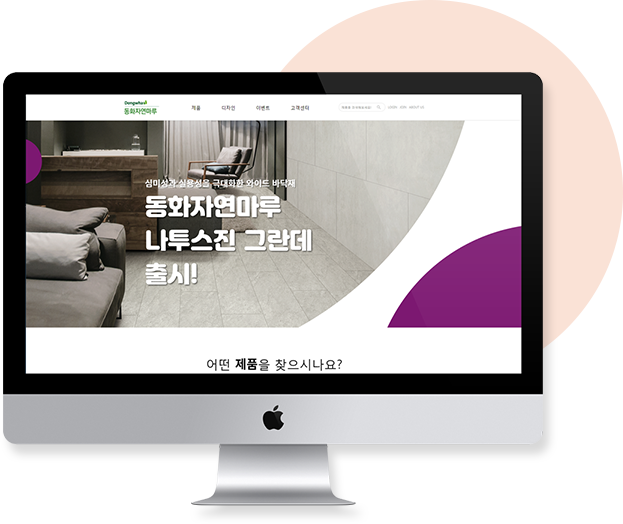 Dongwha
동화자연마루
제품 디자인 이벤트 고객센터
심미성과 실용성을 극대화한 와이드 바닥재
동화자연마루
나투스진 그란데
출시!
어떤 제품을 찾으시나요?